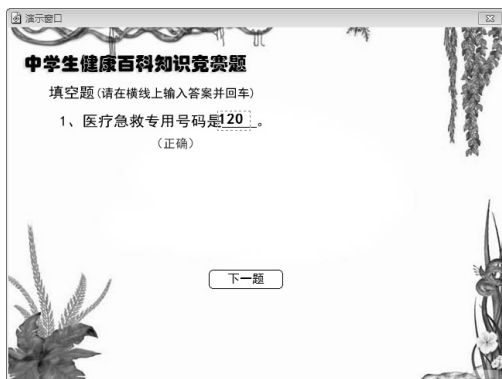 演示窗口
中学生健康百科知识竞赛题
填空题(请在横线上输入答案并回车)
1、医疗急救专用号码是120。
(正确)
下一题